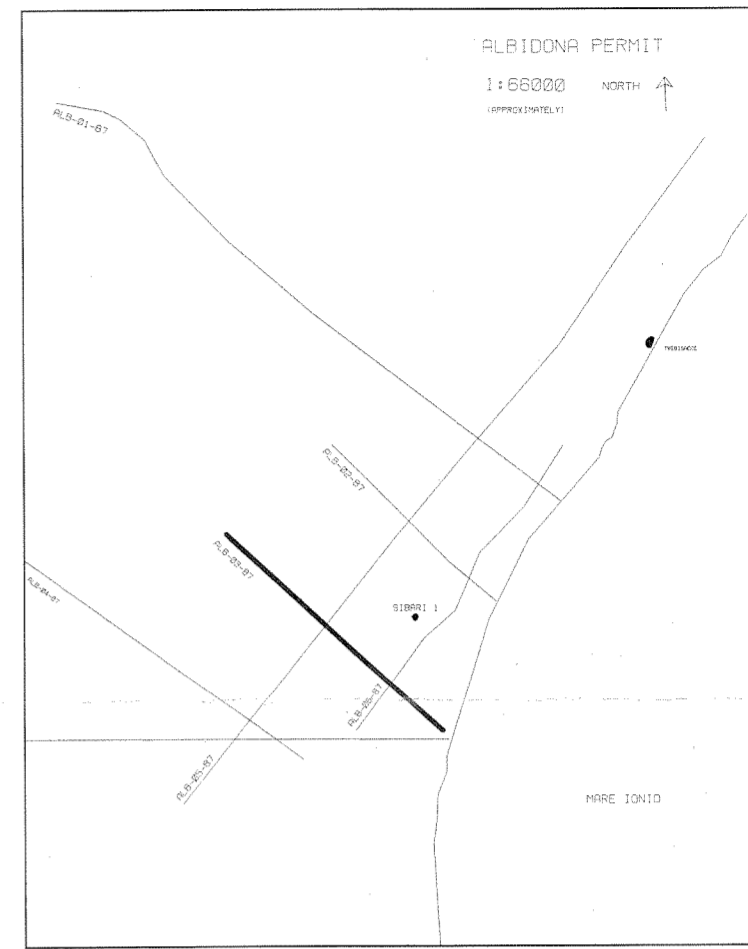 ALBIDONA PERMIT
1:66000 NORTH
(APPROXIMATELY)
ALB-01-87
ALB-02-87
ALB-03-87
ALB-04-87
SIBARI 1
ALB-06-87
ALB-05-87
MARE IONIO